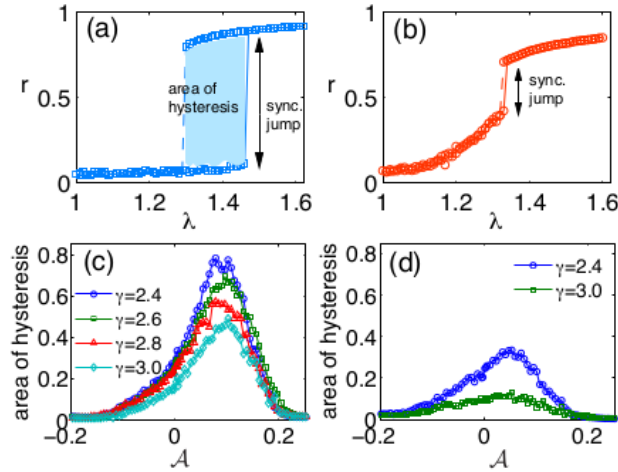 (a)
1
r
0.5
0
area of
hysteresis
sync.
jump
1 1.2 1.4 1.6
λ
(b)
1
r
0.5
0
sync.
jump
1 1.2 1.4 1.6
λ
(c)
area of hysteresis
0.8
0.6
0.4
0.2
0
γ=2.4
γ=2.6
γ=2.8
γ=3.0
−0.2 0 0.2
𝒜
(d)
area of hysteresis
0.8
0.6
0.4
0.2
0
γ=2.4
γ=3.0
−0.2 0 0.2
𝒜